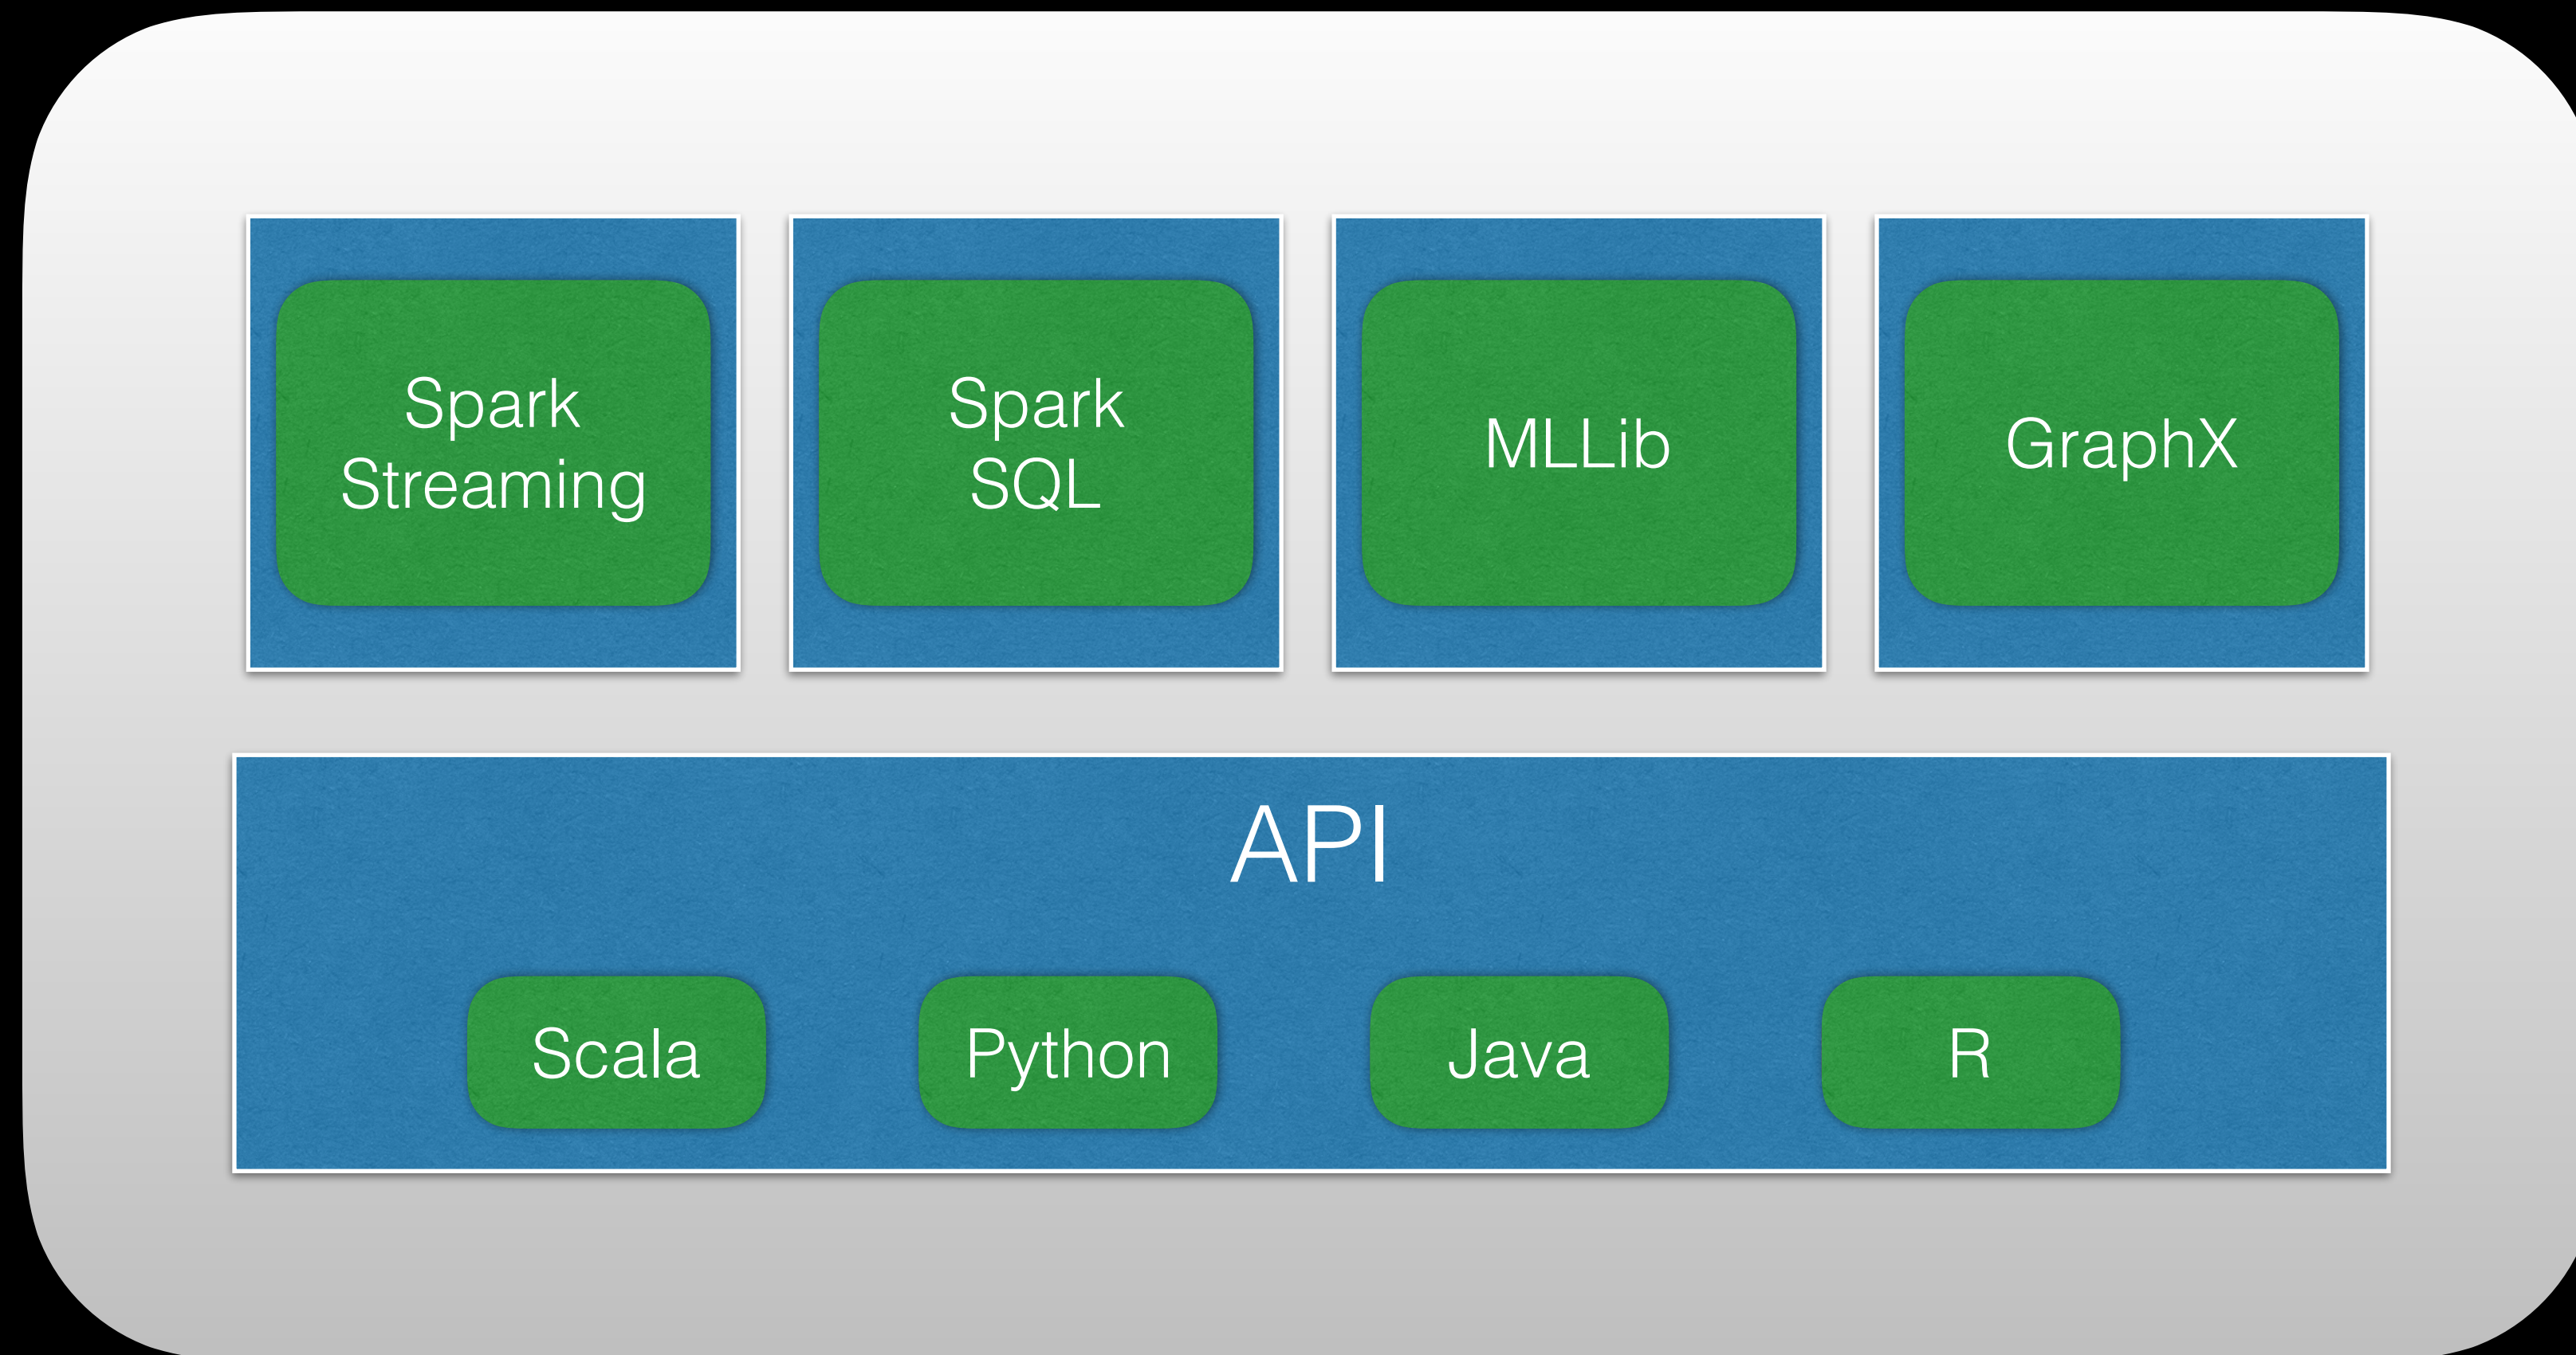 Spark
Streaming
Spark
SQL
MLLib
GraphX
API
Scala
Python
Java
R